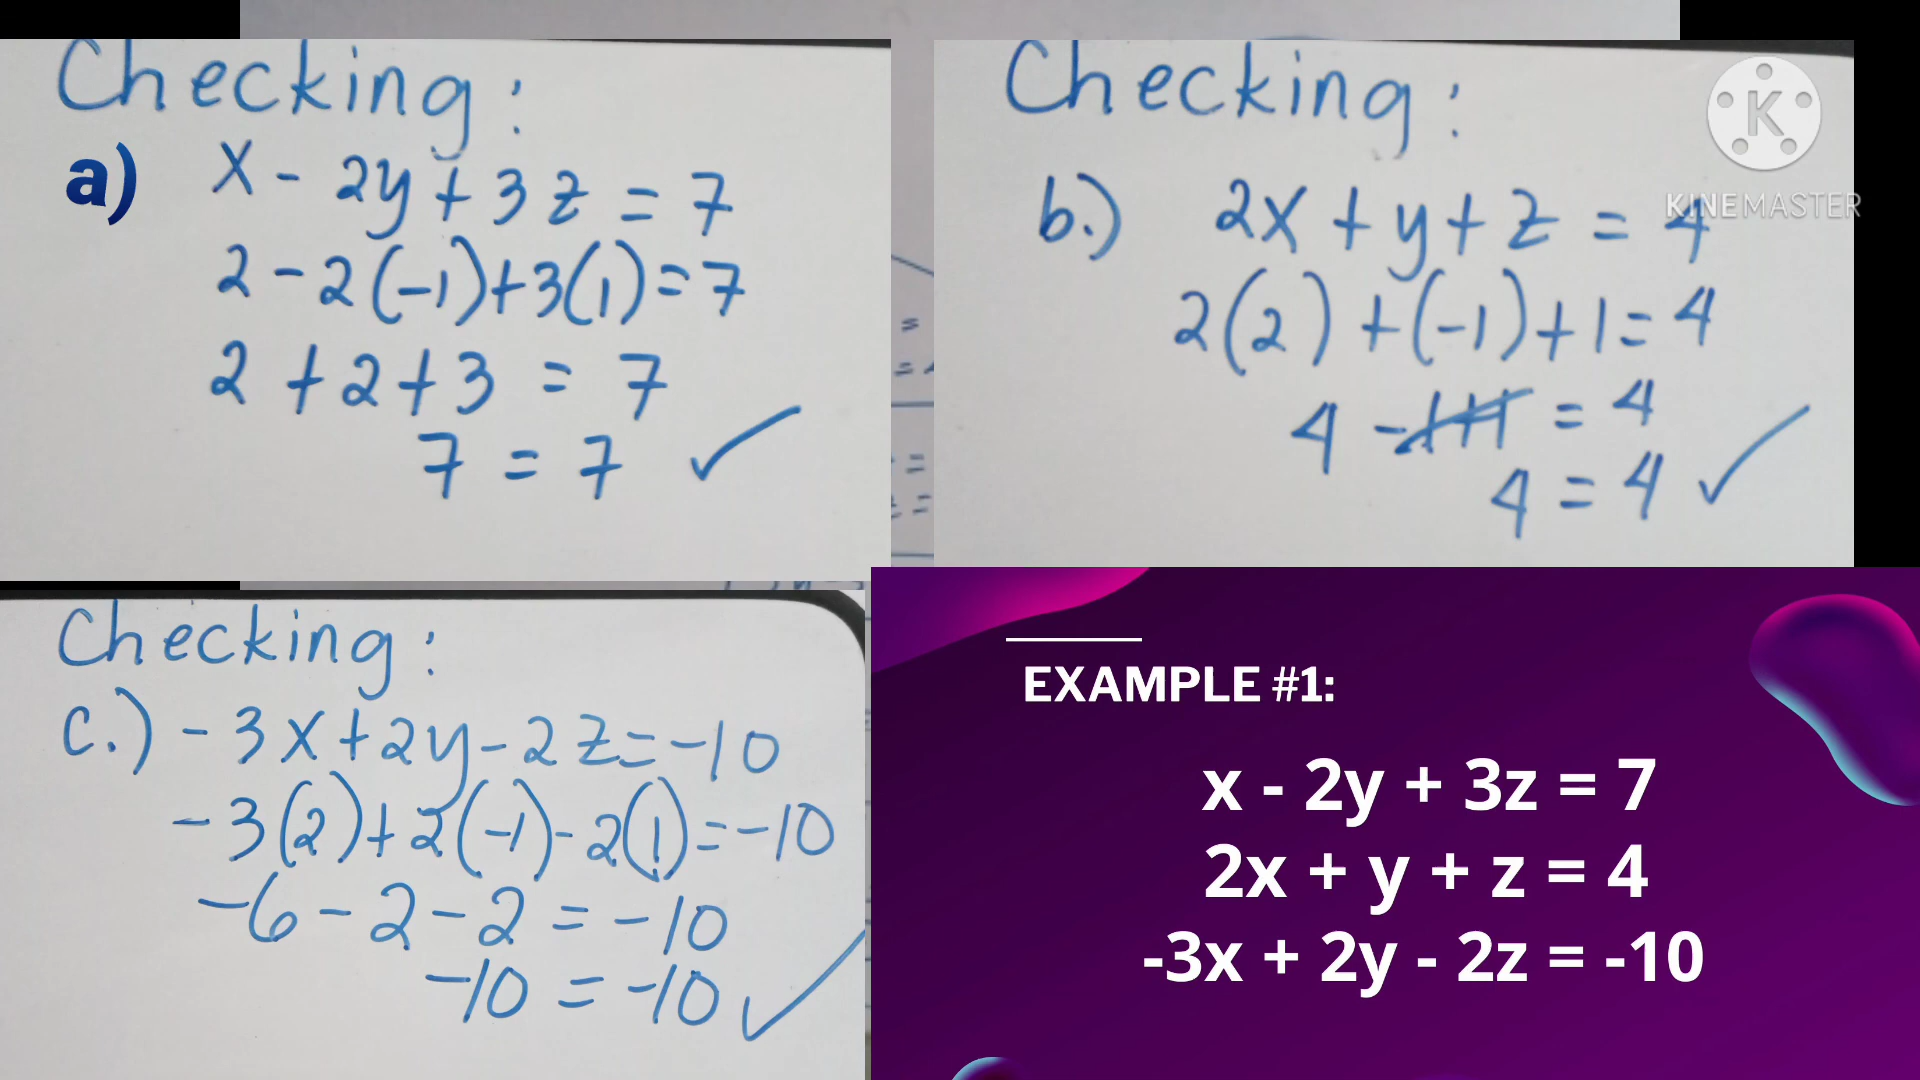 Checking:
a) x - 2y + 3z = 7
2 - 2(-1) + 3(1) = 7
2 + 2 + 3 = 7
7 = 7 ✓
Checking:
b.) 2x + y + z = 4
2(2) + (-1) + 1 = 4
4 - 1 + 1 = 4
4 = 4 ✓
KINEMASTER
Checking:
c.) -3x + 2y - 2z = -10
-3(2) + 2(-1) - 2(1) = -10
-6 - 2 - 2 = -10
-10 = -10 ✓
EXAMPLE #1:
x - 2y + 3z = 7
2x + y + z = 4
-3x + 2y - 2z = -10